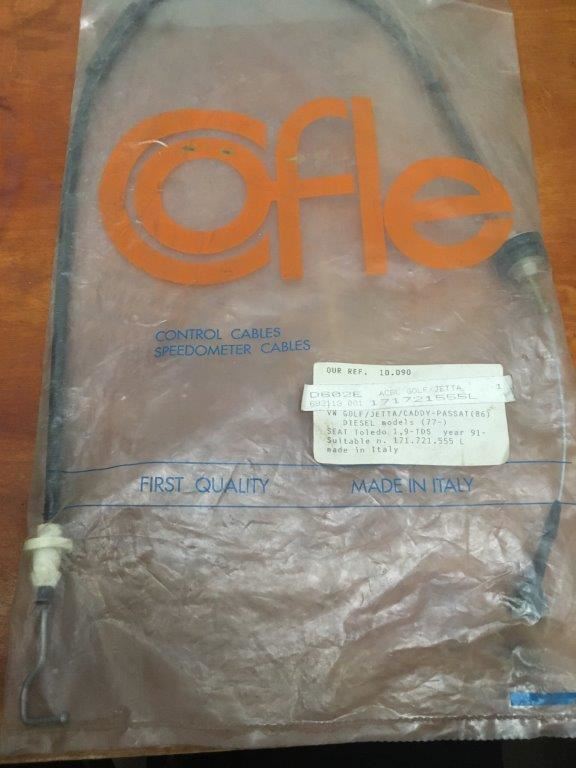 Cofle
CONTROL CABLES
SPEEDOMETER CABLES
OUR REF. 10.090
D602E ACBL GOLF/JETTA -1
171721555L
VW GOLF/JETTA/CADDY-PASSAT(86)
DIESEL models (77-)
SEAT Toledo 1,9-TDS year 91-
Suitable n. 171.721.555 L
made in Italy
FIRST QUALITY MADE IN ITALY